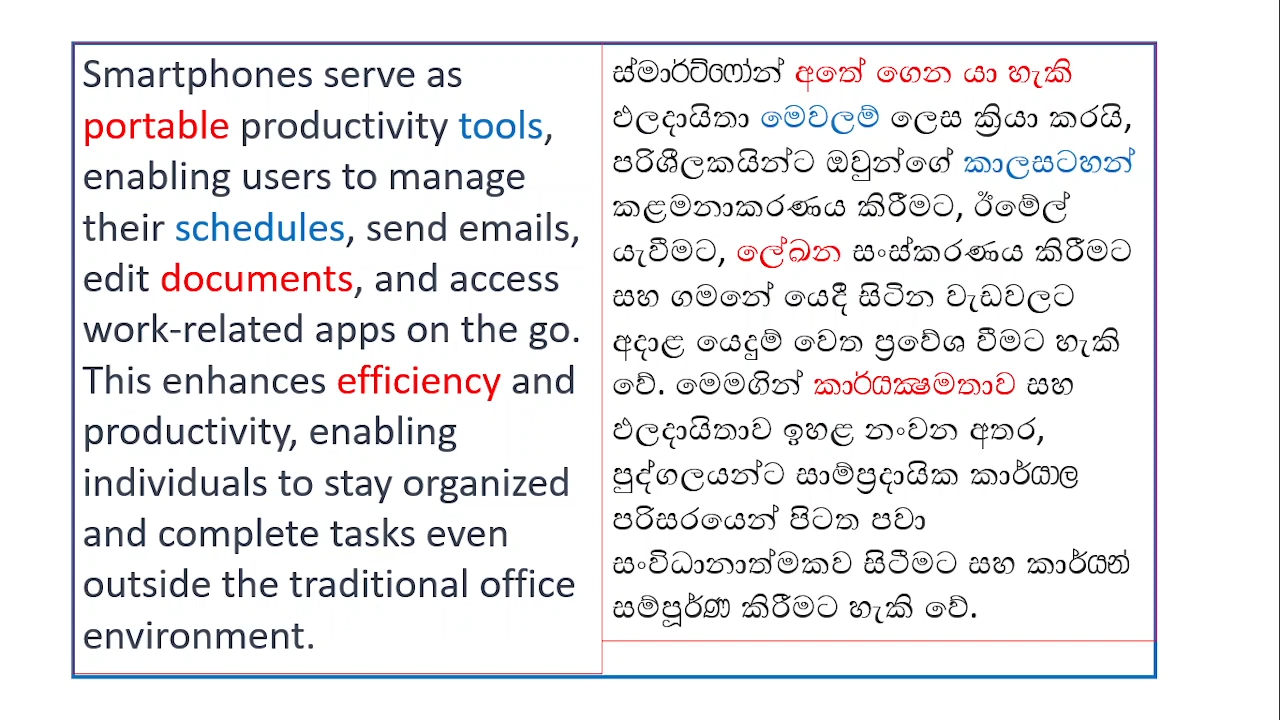 Smartphones serve as
portable productivity tools,
enabling users to manage
their schedules, send emails,
edit documents, and access
work-related apps on the go.
This enhances efficiency and
productivity, enabling
individuals to stay organized
and complete tasks even
outside the traditional office
environment.
ස්මාර්ට්ෆෝන් අතේ ගෙන යා හැකි
ඵලදායිතා මෙවලම් ලෙස ක්‍රියා කරයි,
පරිශීලකයින්ට ඔවුන්ගේ කාලසටහන්
කළමනාකරණය කිරීමට, ඊමේල්
යැවීමට, ලේඛන සංස්කරණය කිරීමට
සහ ගමනේ යෙදී සිටින වැඩවලට
අදාළ යෙදුම් වෙත ප්‍රවේශ වීමට හැකි
වේ. මෙමගින් කාර්යක්ෂමතාව සහ
ඵලදායිතාව ඉහළ නංවන අතර,
පුද්ගලයන්ට සාම්ප්‍රදායික කාර්යාල
පරිසරයෙන් පිටත පවා
සංවිධානාත්මකව සිටීමට සහ කාර්යන්
සම්පූර්ණ කිරීමට හැකි වේ.